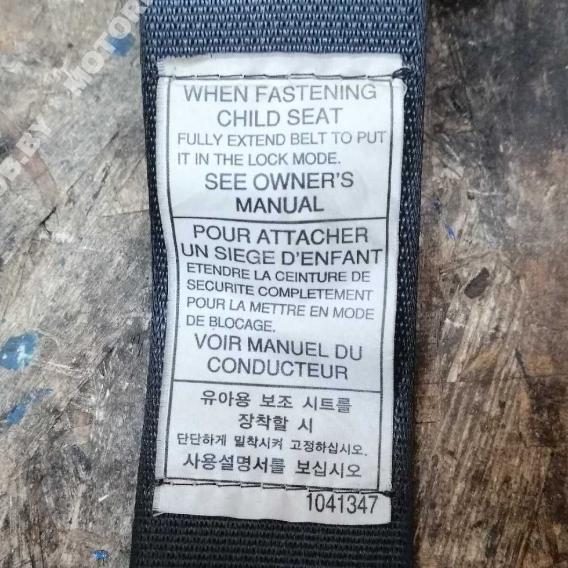 MOTOR.BY
WHEN FASTENING
CHILD SEAT
FULLY EXTEND BELT TO PUT
IT IN THE LOCK MODE.
SEE OWNER'S
MANUAL
POUR ATTACHER
UN SIEGE D'ENFANT
ETENDRE LA CEINTURE DE
SECURITE COMPLETEMENT
POUR LA METTRE EN MODE
DE BLOCAGE.
VOIR MANUEL DU
CONDUCTEUR
유아용 보조 시트를
장착할 시
단단하게 밀착시켜 고정하십시오.
사용설명서를 보십시오
1041347